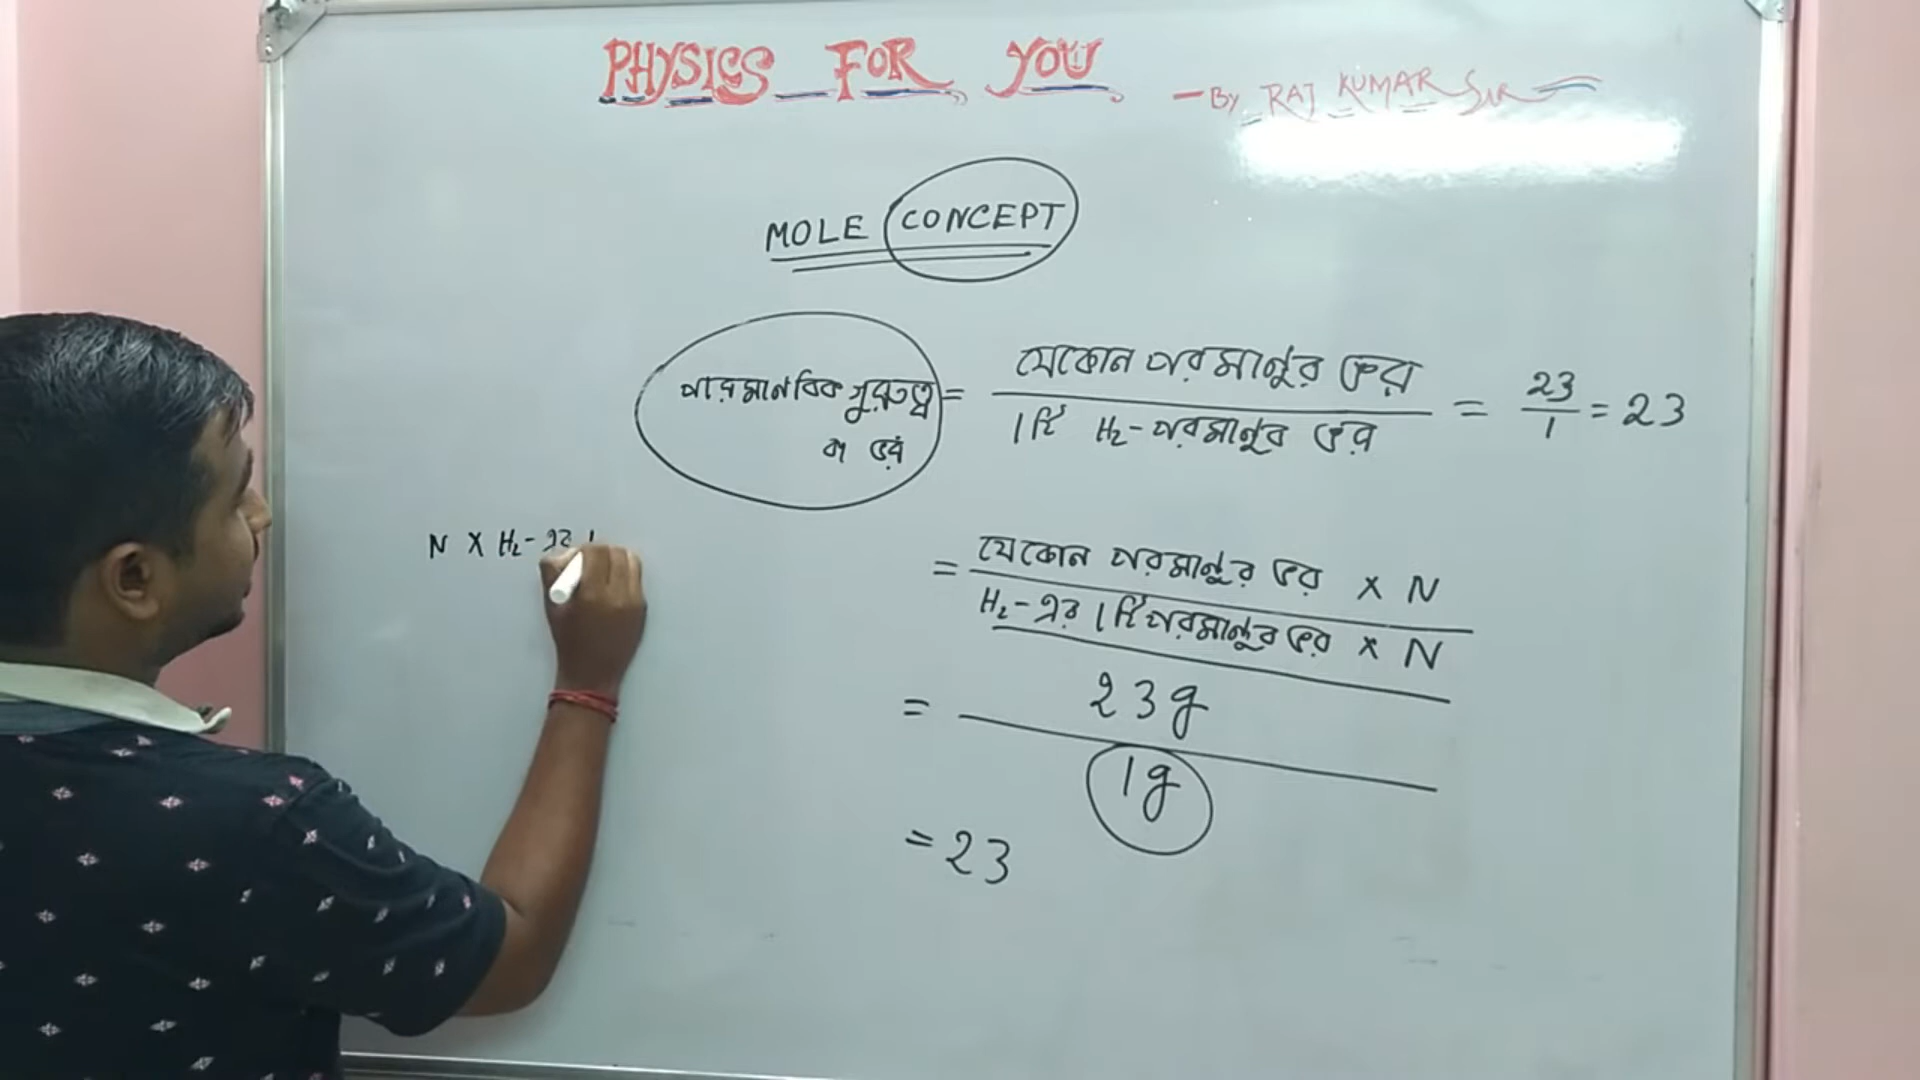 PHYSICS FOR YOU
- BY RAJ KUMAR SIR
MOLE CONCEPT
পারমানবিক গুরুত্ব বা ভর = যেকোন পরমানুর ভর / 1টি H₂-পরমানুর ভর = 23/1 = 23
= যেকোন পরমানুর ভর × N / H₂-এর 1টি পরমানুর ভর × N
= 23g / 1g
= 23
N × H₂-এর 1